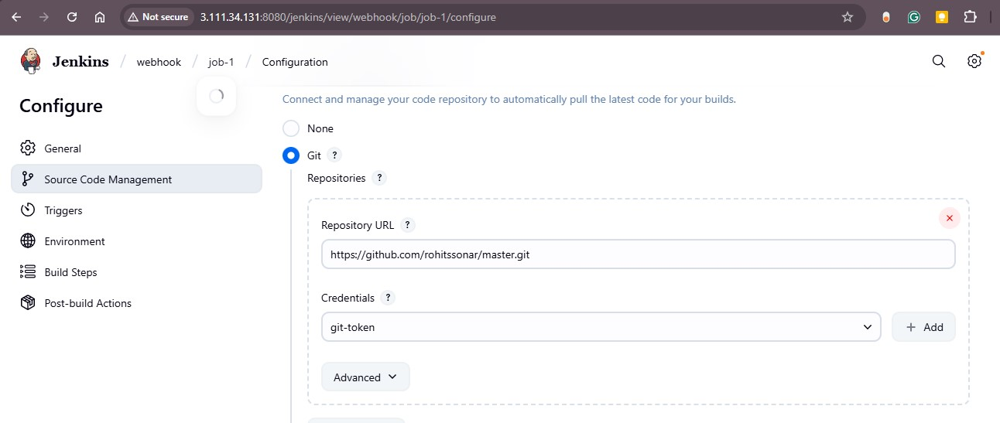 Not secure 3.111.34.131:8080/jenkins/view/webhook/job/job-1/configure
Jenkins / webhook / job-1 / Configuration
Configure
General
Source Code Management
Triggers
Environment
Build Steps
Post-build Actions
Connect and manage your code repository to automatically pull the latest code for your builds.
None
Git ?
Repositories ?
Repository URL ?
https://github.com/rohitssonar/master.git
Credentials ?
git-token
+ Add
Advanced